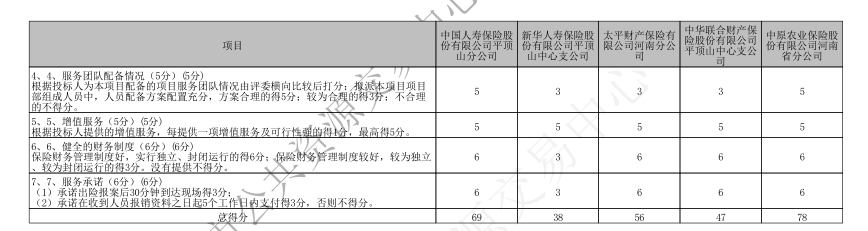 项目
中国人寿保险股
份有限公司平顶
山分公司
新华人寿保险股
份有限公司平顶
山中心支公司
太平财产保险有
限公司河南分公
司
中华联合财产保
险股份有限公司
平顶山中心支公
司
中原农业保险股
份有限公司河南
省分公司
4、4、服务团队配备情况（5分）(5分)
根据投标人为本项目配备的项目服务团队情况由评委横向比较后打分：拟派本项目项目
部组成人员中，人员配备方案配置充分，方案合理的得5分；较为合理的得3分；不合理
的不得分。
5 3 3 3 5
5、5、增值服务（5分）(5分)
根据投标人提供的增值服务，每提供一项增值服务及可行性强的得1分，最高得5分。
5 5 5 5 5
6、6、健全的财务制度（6分）(6分)
保险财务管理制度好，实行独立、封闭运行的得6分；保险财务管理制度较好，较为独立
、较为封闭运行的得3分。没有提供不得分。
6 3 6 6 6
7、7、服务承诺（6分）(6分)
（1）承诺出险报案后30分钟到达现场得3分；
（2）承诺在收到人员报销资料之日起5个工作日内支付得3分，否则不得分。
6 3 6 6 6
总得分 69 38 56 47 78
公共资源交易中心
源交易中心